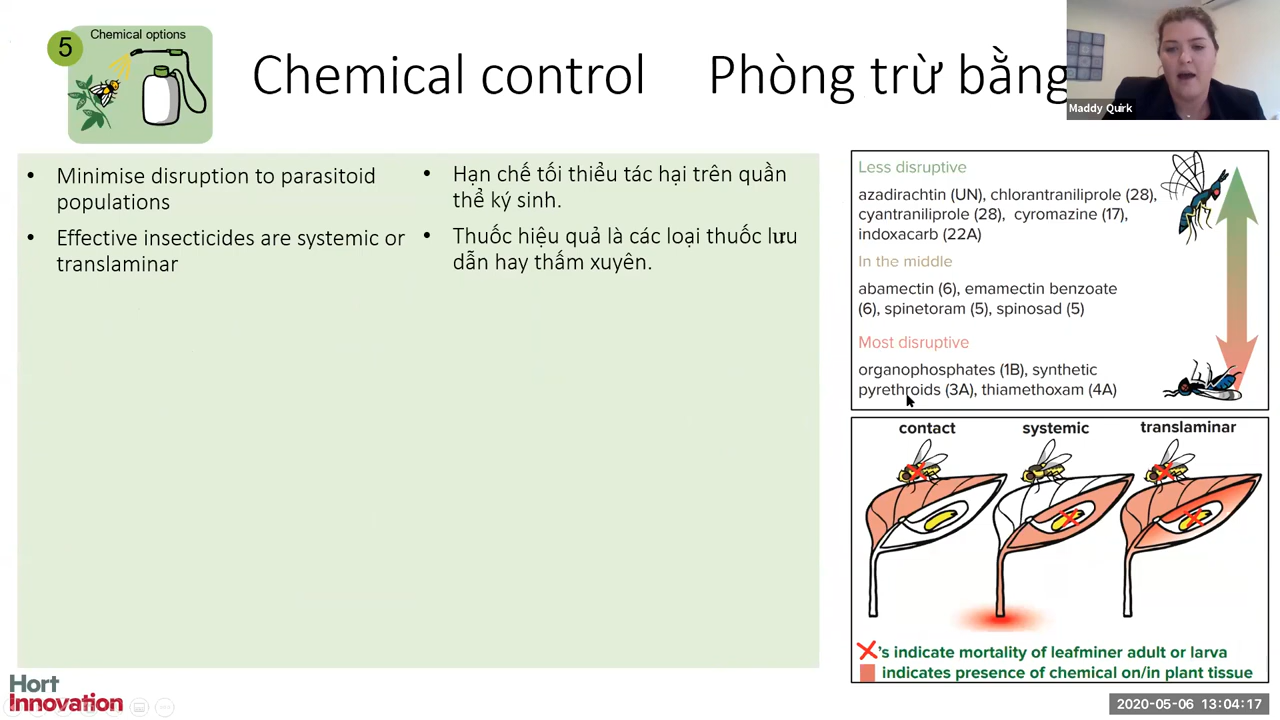 5
Chemical options
Chemical control
Phòng trừ bằng
Maddy Quirk
• Minimise disruption to parasitoid
populations
• Effective insecticides are systemic or
translaminar
• Hạn chế tối thiểu tác hại trên quần
thể ký sinh.
• Thuốc hiệu quả là các loại thuốc lưu
dẫn hay thấm xuyên.
Less disruptive
azadirachtin (UN), chlorantraniliprole (28),
cyantraniliprole (28), cyromazine (17),
indoxacarb (22A)
In the middle
abamectin (6), emamectin benzoate
(6), spinetoram (5), spinosad (5)
Most disruptive
organophosphates (1B), synthetic
pyrethroids (3A), thiamethoxam (4A)
contact
systemic
translaminar
X's indicate mortality of leafminer adult or larva
indicates presence of chemical on/in plant tissue
Hort
Innovation
2020-05-06 13:04:17